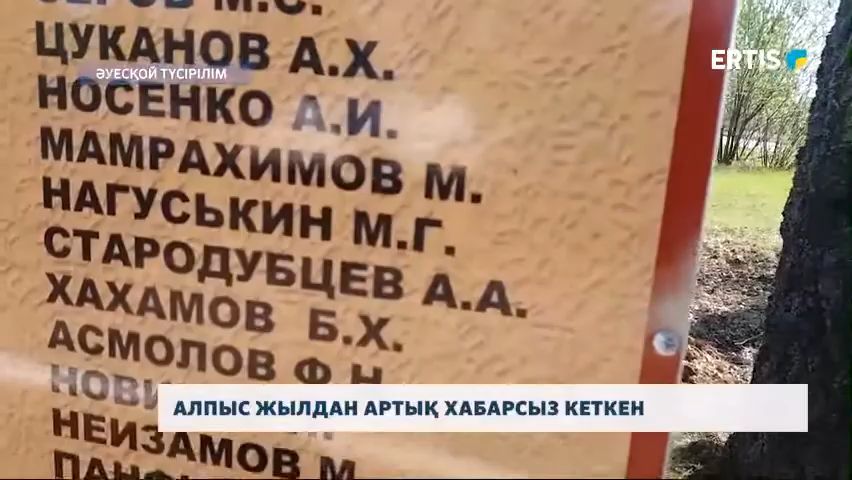 ЦУКАНОВ А.Х.
НОСЕНКО А.И.
МАМРАХИМОВ М.
НАГУСЬКИН М.Г.
СТАРОДУБЦЕВ А.А.
ХАХАМОВ Б.Х.
АСМОЛОВ Ф.Н.
НЕИЗАМОВ М.
ӘУЕСҚОЙ ТҮСІРІЛІМ
ERTIS
АЛПЫС ЖЫЛДАН АРТЫҚ ХАБАРСЫЗ КЕТКЕН